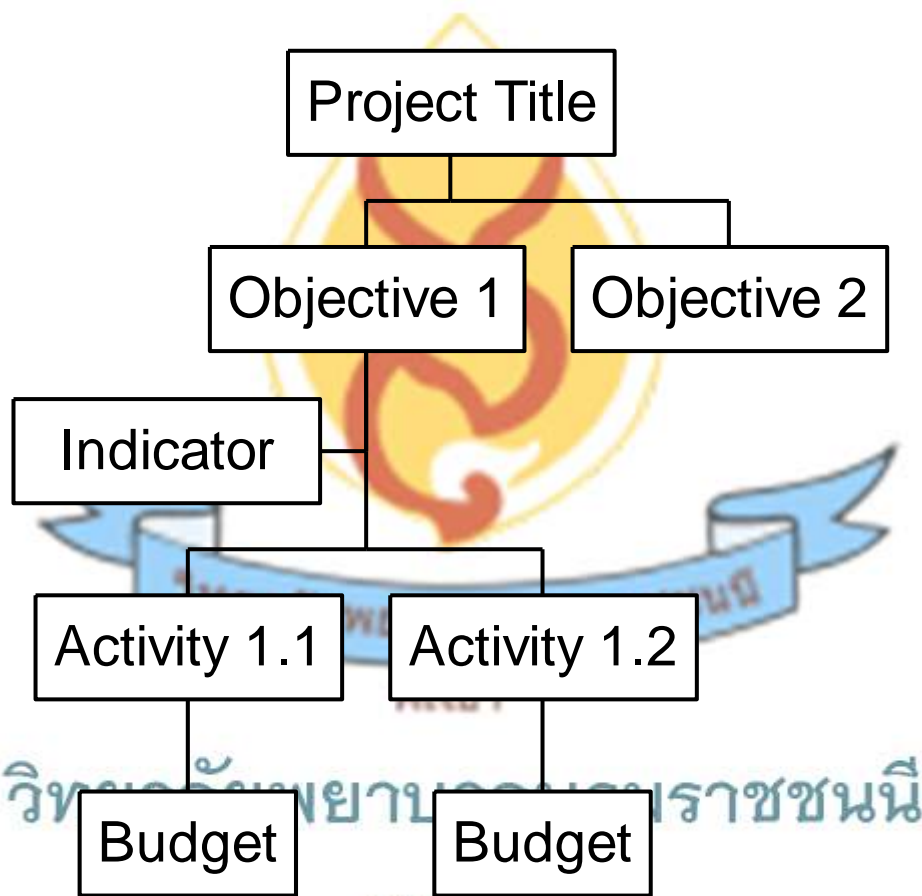 Project Title
Objective 1
Objective 2
Indicator
Activity 1.1
Activity 1.2
Budget
Budget